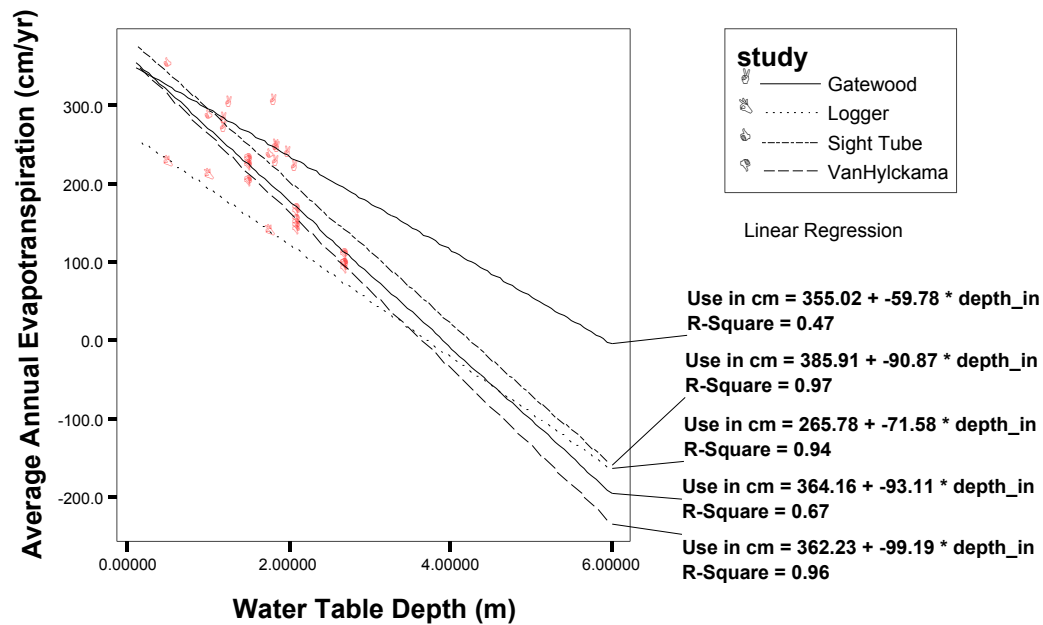 Average Annual Evapotranspiration (cm/yr)
300.0
200.0
100.0
0.0
-100.0
-200.0
0.00000
2.00000
4.00000
6.00000
Water Table Depth (m)
study
Gatewood
Logger
Sight Tube
VanHylckama
Linear Regression
Use in cm = 355.02 + -59.78 * depth_in
R-Square = 0.47
Use in cm = 385.91 + -90.87 * depth_in
R-Square = 0.97
Use in cm = 265.78 + -71.58 * depth_in
R-Square = 0.94
Use in cm = 364.16 + -93.11 * depth_in
R-Square = 0.67
Use in cm = 362.23 + -99.19 * depth_in
R-Square = 0.96